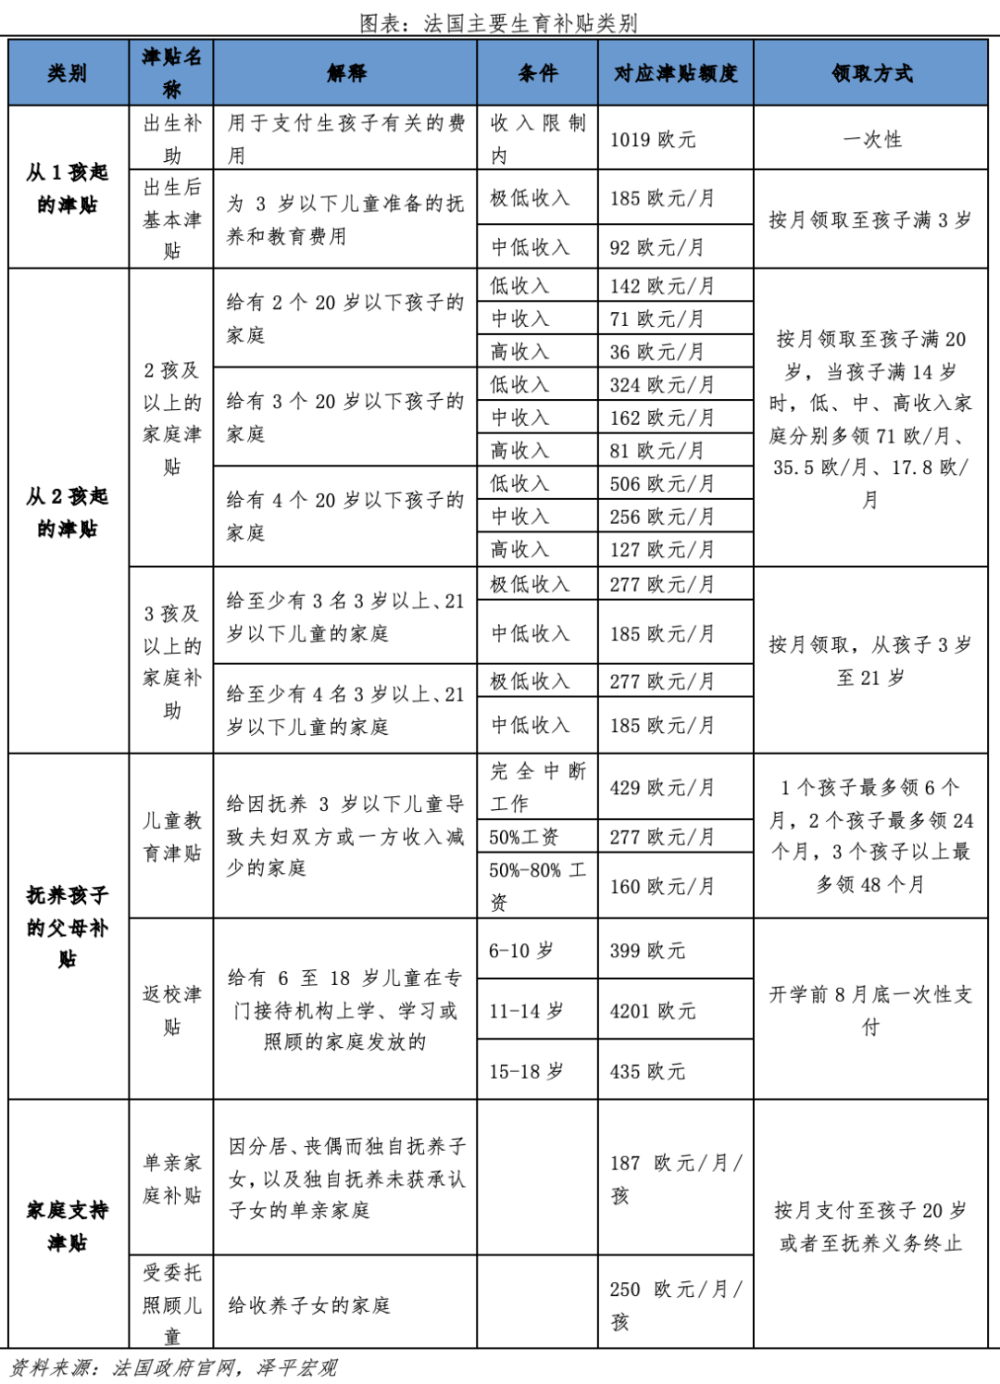 图表：法国主要生育补贴类别
类别
津贴名
称
解释
条件
对应津贴额度
领取方式
从1孩起
的津贴
出生补
助
用于支付生孩子有关的费
用
收入限制
内
1019 欧元
一次性
出生后
基本津
贴
为 3 岁以下儿童准备的抚
养和教育费用
极低收入
185 欧元/月
中低收入
92 欧元/月
按月领取至孩子满 3 岁
从2孩起
的津贴
2孩及
以上的
家庭津
贴
给有 2 个 20 岁以下孩子的
家庭
低收入
142 欧元/月
中收入
71 欧元/月
高收入
36 欧元/月
给有 3 个 20 岁以下孩子的
家庭
低收入
324 欧元/月
中收入
162 欧元/月
高收入
81 欧元/月
给有 4 个 20 岁以下孩子的
家庭
低收入
506 欧元/月
中收入
256 欧元/月
高收入
127 欧元/月
按月领取至孩子满 20
岁，当孩子满 14 岁
时，低、中、高收入家
庭分别多领 71 欧/月、
35.5 欧/月、17.8 欧/
月
3孩及
以上的
家庭补
助
给至少有 3 名 3 岁以上、21
岁以下儿童的家庭
极低收入
277 欧元/月
中低收入
185 欧元/月
给至少有 4 名 3 岁以上、21
岁以下儿童的家庭
极低收入
277 欧元/月
中低收入
185 欧元/月
按月领取，从孩子 3 岁
至 21 岁
抚养孩子
的父母补
贴
儿童教
育津贴
给因抚养 3 岁以下儿童导
致夫妇双方或一方收入减
少的家庭
完全中断
工作
429 欧元/月
50%工资
277 欧元/月
50%-80%工
资
160 欧元/月
1 个孩子最多领 6 个
月，2 个孩子最多领 24
个月，3 个孩子以上最
多领 48 个月
返校津
贴
给有 6 至 18 岁儿童在专
门接待机构上学、学习或
照顾的家庭发放的
6-10 岁
399 欧元
11-14 岁
4201 欧元
15-18 岁
435 欧元
开学前 8 月底一次性支
付
家庭支持
津贴
单亲家
庭补贴
因分居、丧偶而独自抚养子
女，以及独自抚养未获承认
子女的单亲家庭
187 欧元/月/
孩
受委托
照顾儿
童
给收养子女的家庭
250 欧元/月/
孩
按月支付至孩子 20 岁
或者至抚养义务终止
资料来源：法国政府官网，泽平宏观